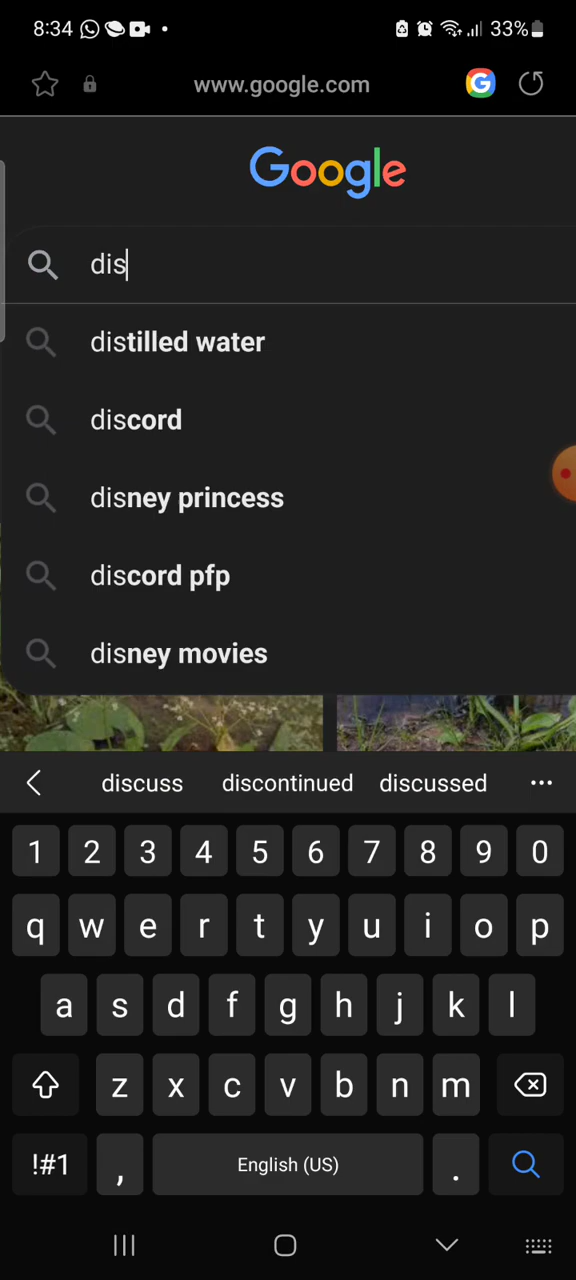 8:34 33%
www.google.com G
Google
dis
distilled water
discord
disney princess
discord pfp
disney movies
discuss discontinued discussed
1 2 3 4 5 6 7 8 9 0
q w e r t y u i o p
a s d f g h j k l
z x c v b n m
!#1 , English (US) .